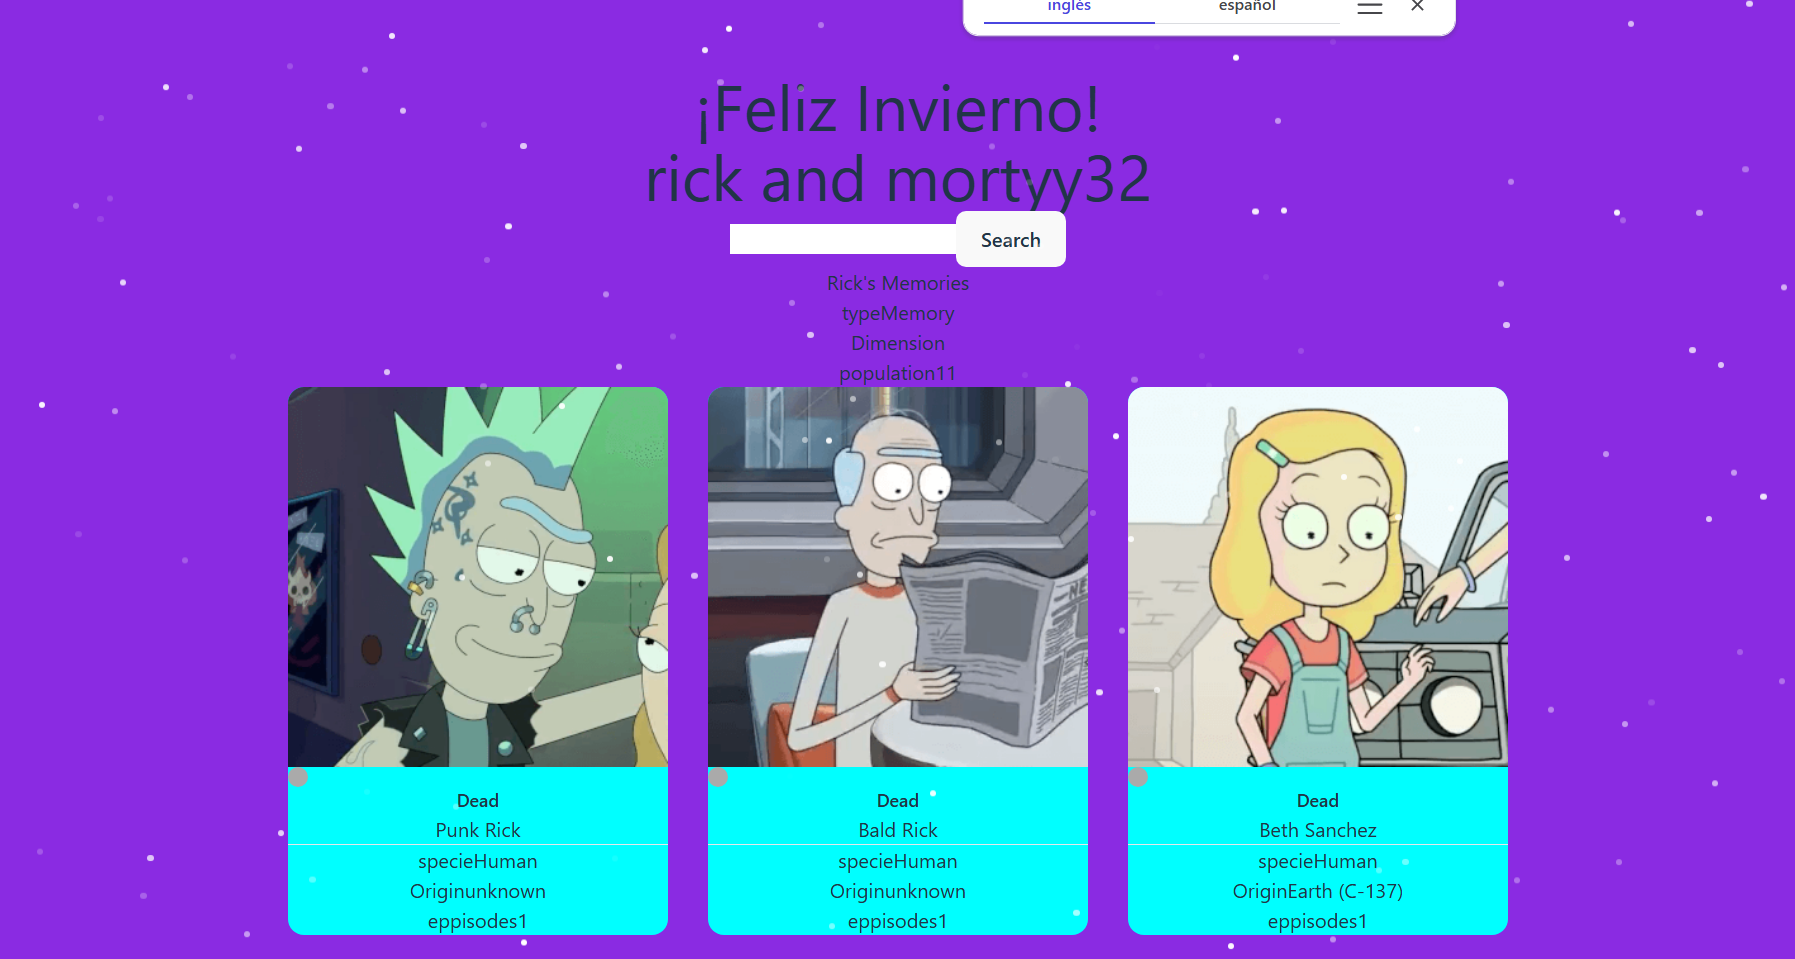 inglés
español
¡Feliz Invierno!
rick and mortyy32
Search
Rick's Memories
typeMemory
Dimension
population11
NE
Dead
Punk Rick
specieHuman
Originunknown
eppisodes1
Dead
Bald Rick
specieHuman
Originunknown
eppisodes1
Dead
Beth Sanchez
specieHuman
OriginEarth (C-137)
eppisodes1